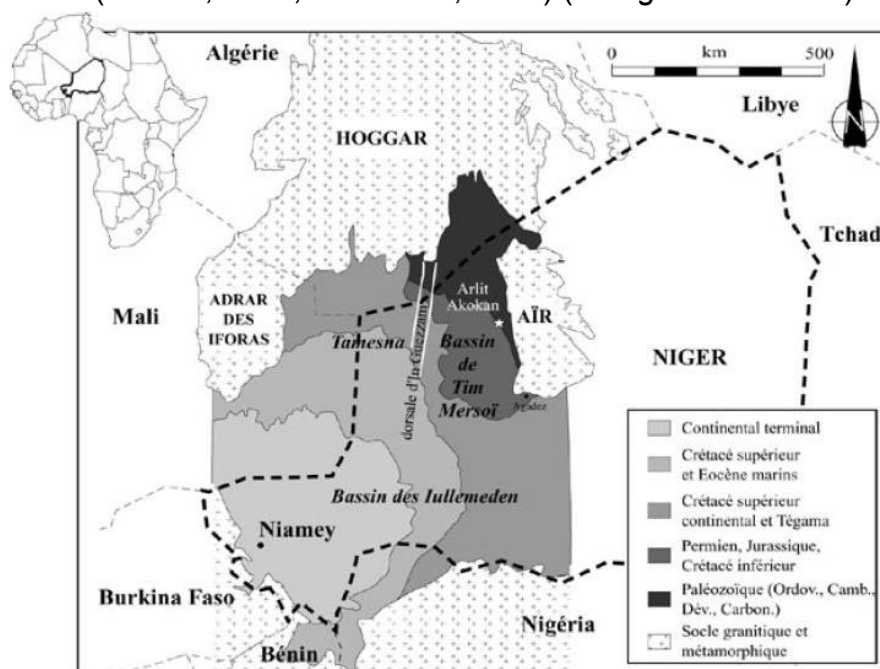 Algérie
0 500
km
Libye
N
HOGGAR
Tchad
Arlit
Akokan
ADRAR
DES
IFORAS
AÏR
Mali
Tamesna
Bassin
de
Tim
Mersoï
NIGER
dorsale d'In Guezzam
Agadez
Continental terminal
Crétacé supérieur
et Eocène marins
Bassin des Iullemeden
Crétacé supérieur
continental et Tégama
Niamey
Permien, Jurassique,
Crétacé inférieur
Burkina Faso
Paléozoïque (Ordov., Camb.,
Dév., Carbon.)
Nigéria
Socle granitique et
métamorphique
Bénin